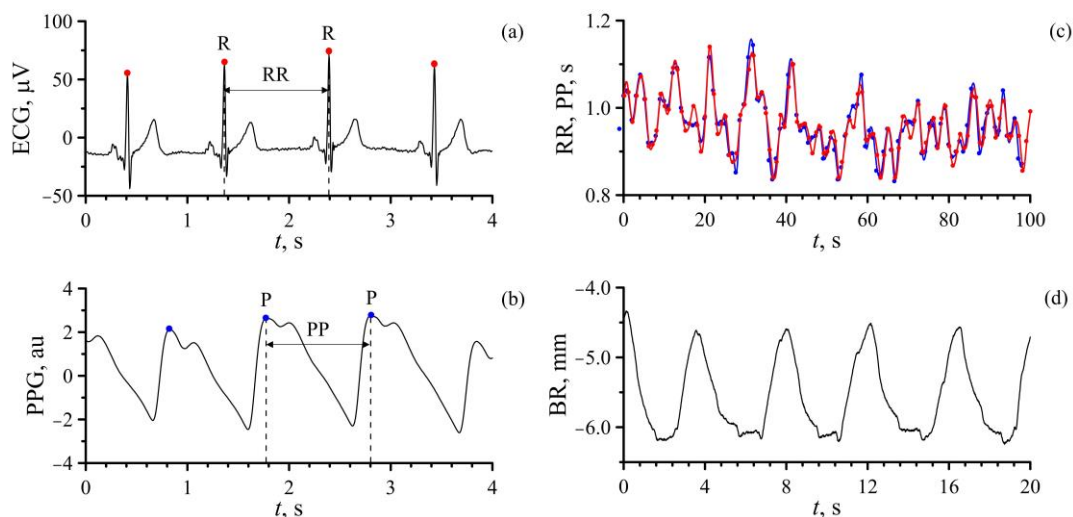 (a)
ECG, μV
100
50
0
−50
R
R
RR
0
1
2
3
4
t, s
(b)
PPG, au
4
2
0
−2
−4
P
P
PP
0
1
2
3
4
t, s
(c)
RR, PP, s
1.2
1.0
0.8
0
20
40
60
80
100
t, s
(d)
BR, mm
−4.0
−5.0
−6.0
0
4
8
12
16
20
t, s